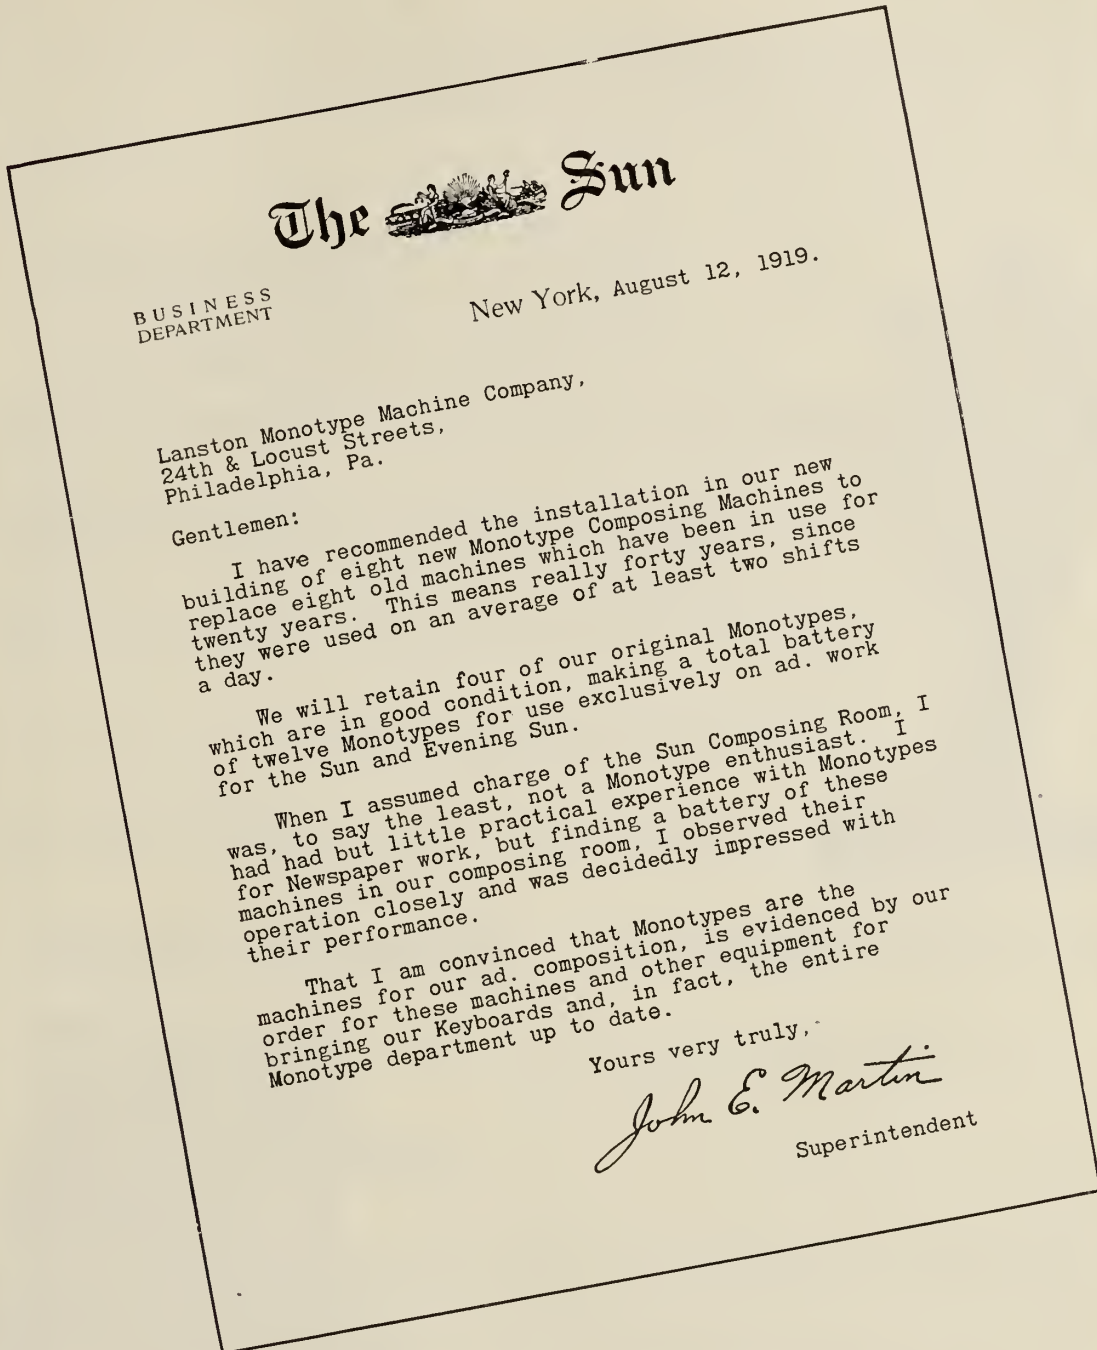 The Sun
BUSINESS
DEPARTMENT
New York, August 12, 1919.
Lanston Monotype Machine Company,
24th & Locust Streets,
Philadelphia, Pa.
Gentlemen:
I have recommended the installation in our new
building of eight new Monotype Composing Machines to
replace eight old machines which have been in use for
twenty years. This means really forty years, since
they were used on an average of at least two shifts
a day.
We will retain four of our original Monotypes,
which are in good condition, making a total battery
of twelve Monotypes for use exclusively on ad. work
for the Sun and Evening Sun.
When I assumed charge of the Sun Composing Room, I
was, to say the least, not a Monotype enthusiast. I
had had but little practical experience with Monotypes
for Newspaper work, but finding a battery of these
machines in our composing room, I observed their
operation closely and was decidedly impressed with
their performance.
That I am convinced that Monotypes are the
machines for our ad. composition, is evidenced by our
order for these machines and other equipment for
bringing our Keyboards and, in fact, the entire
Monotype department up to date.
Yours very truly,
John E. Martin
Superintendent